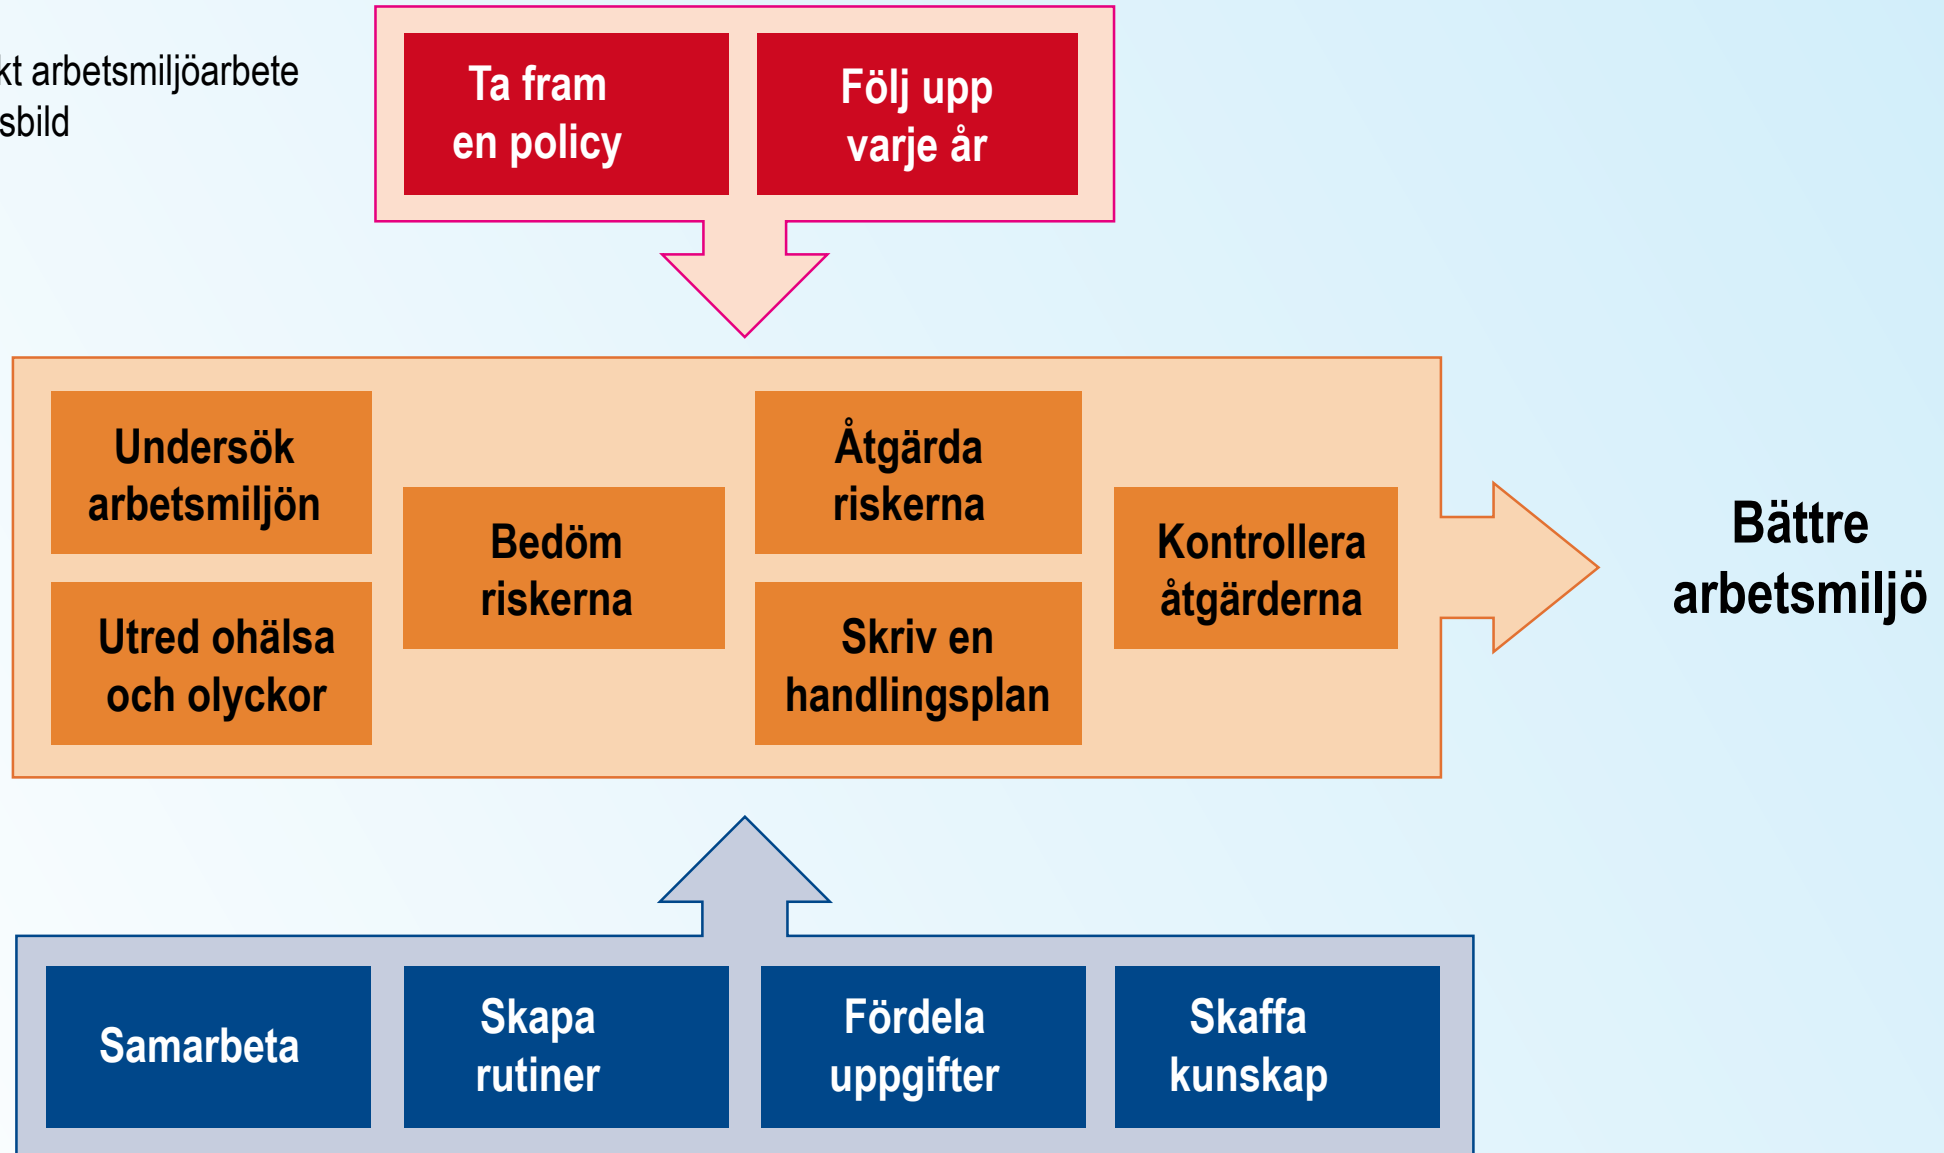 kt arbetsmiljöarbete
sbild
Ta fram
en policy
Följ upp
varje år
Undersök
arbetsmiljön
Utred ohälsa
och olyckor
Bedöm
riskerna
Åtgärda
riskerna
Skriv en
handlingsplan
Kontrollera
åtgärderna
Bättre
arbetsmiljö
Samarbeta
Skapa
rutiner
Fördela
uppgifter
Skaffa
kunskap